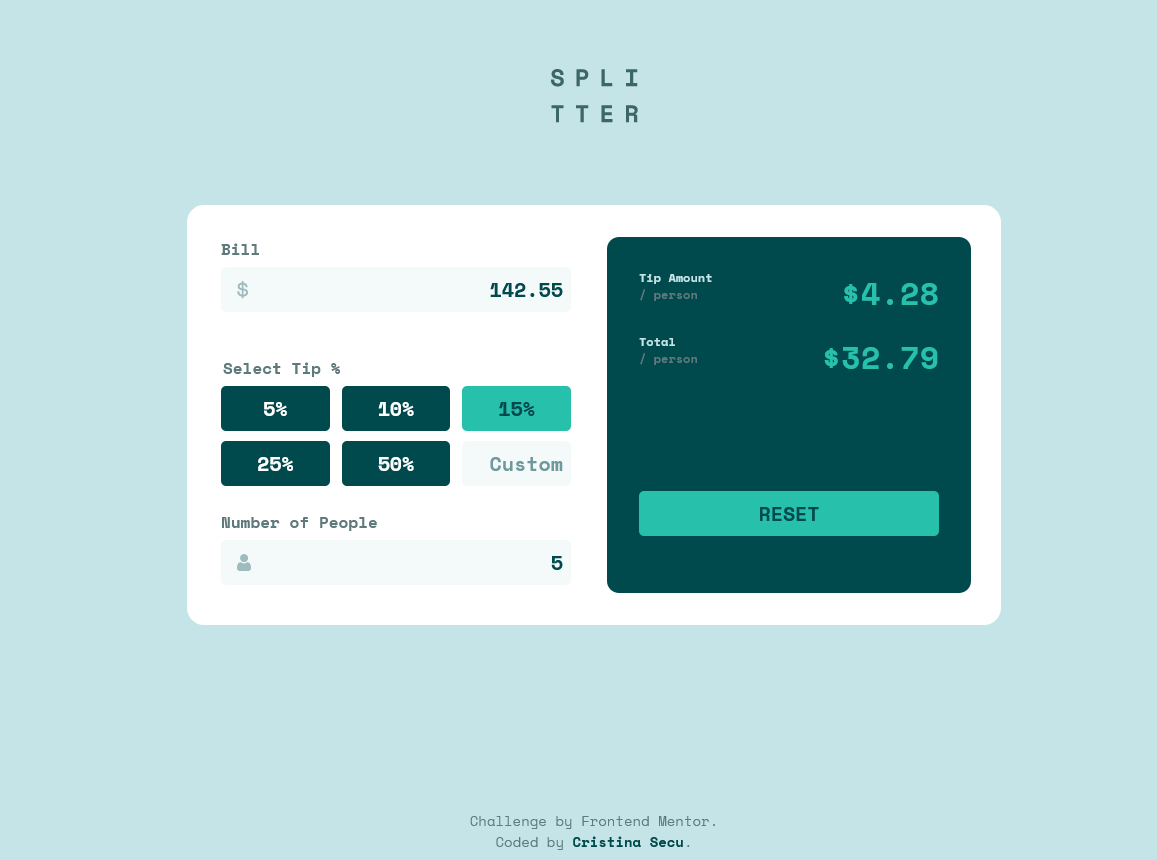 SPLI
TTER
Bill
$ 142.55
Select Tip %
5% 10% 15%
25% 50% Custom
Number of People
5
Tip Amount
/ person
$4.28
Total
/ person
$32.79
RESET
Challenge by Frontend Mentor.
Coded by Cristina Secu.